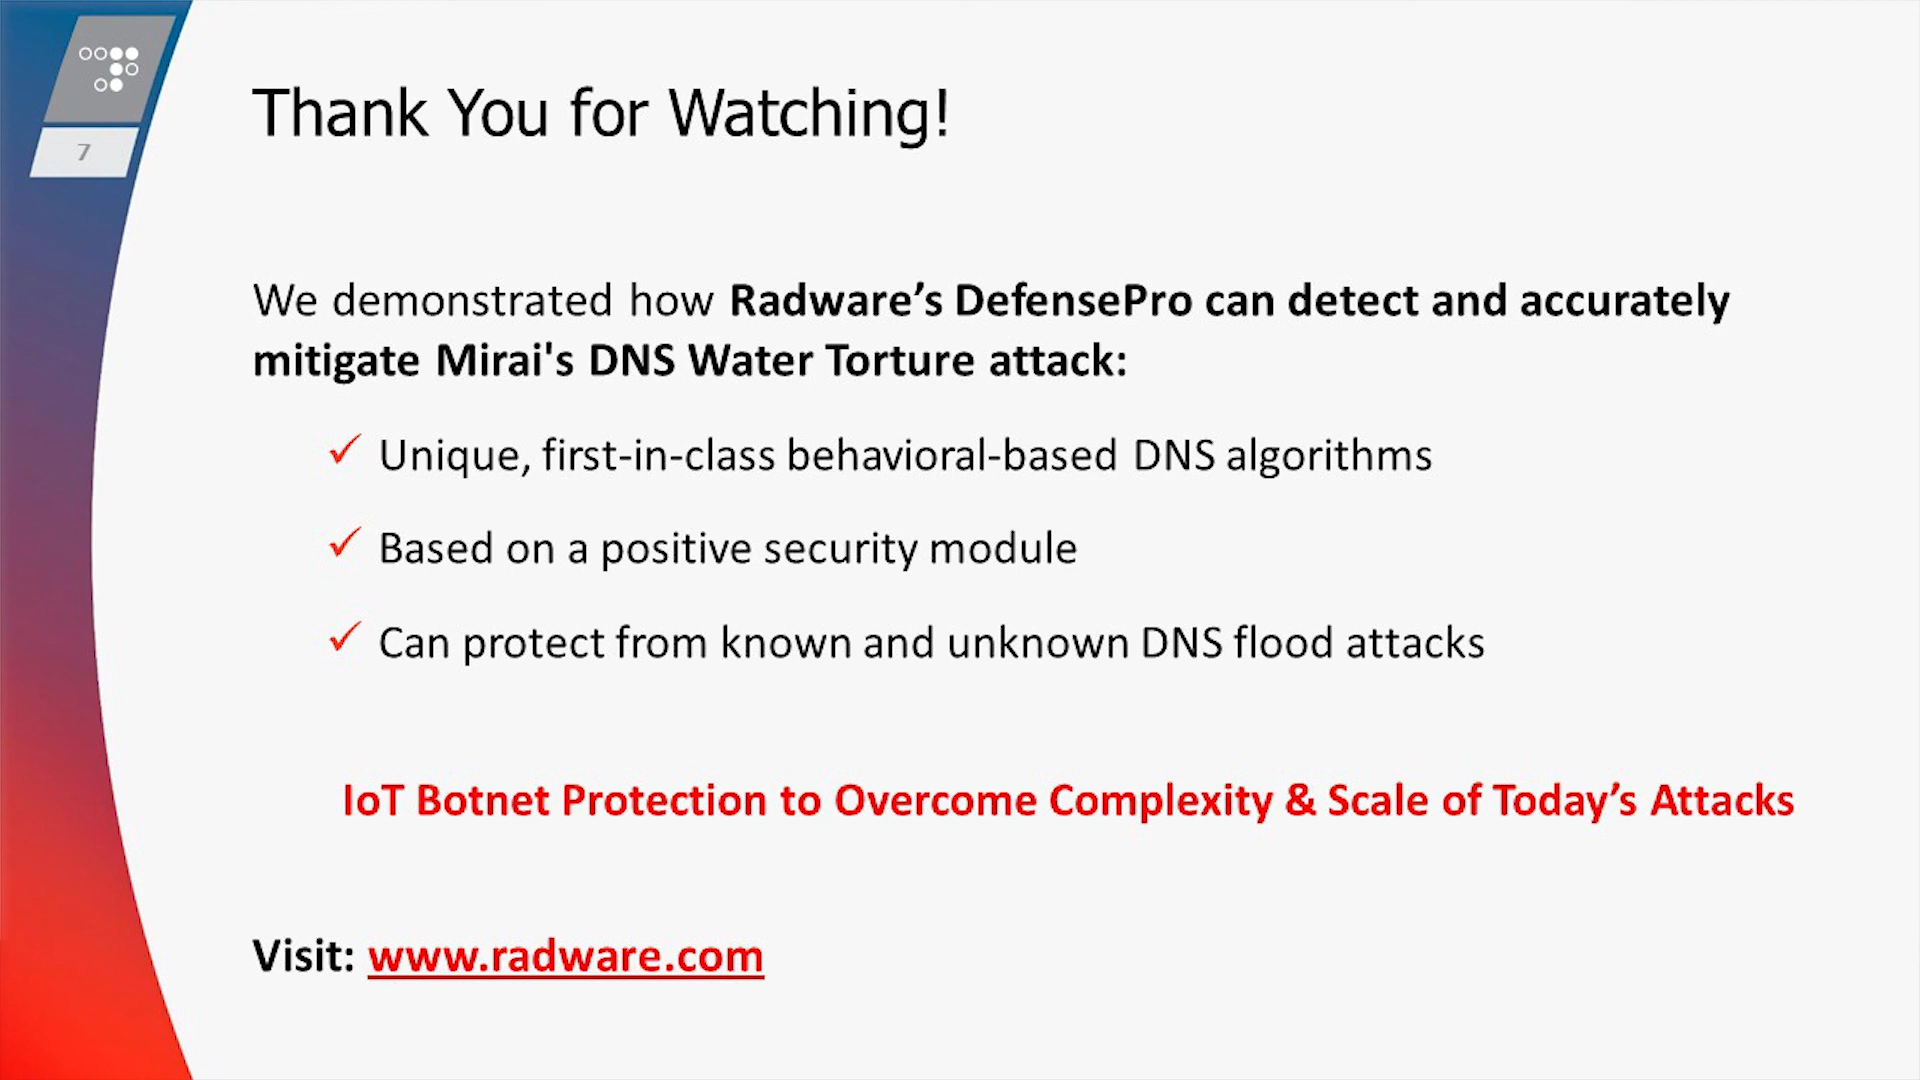 7
Thank You for Watching!
We demonstrated how Radware’s DefensePro can detect and accurately
mitigate Mirai's DNS Water Torture attack:
✓ Unique, first-in-class behavioral-based DNS algorithms
✓ Based on a positive security module
✓ Can protect from known and unknown DNS flood attacks
IoT Botnet Protection to Overcome Complexity & Scale of Today’s Attacks
Visit: www.radware.com